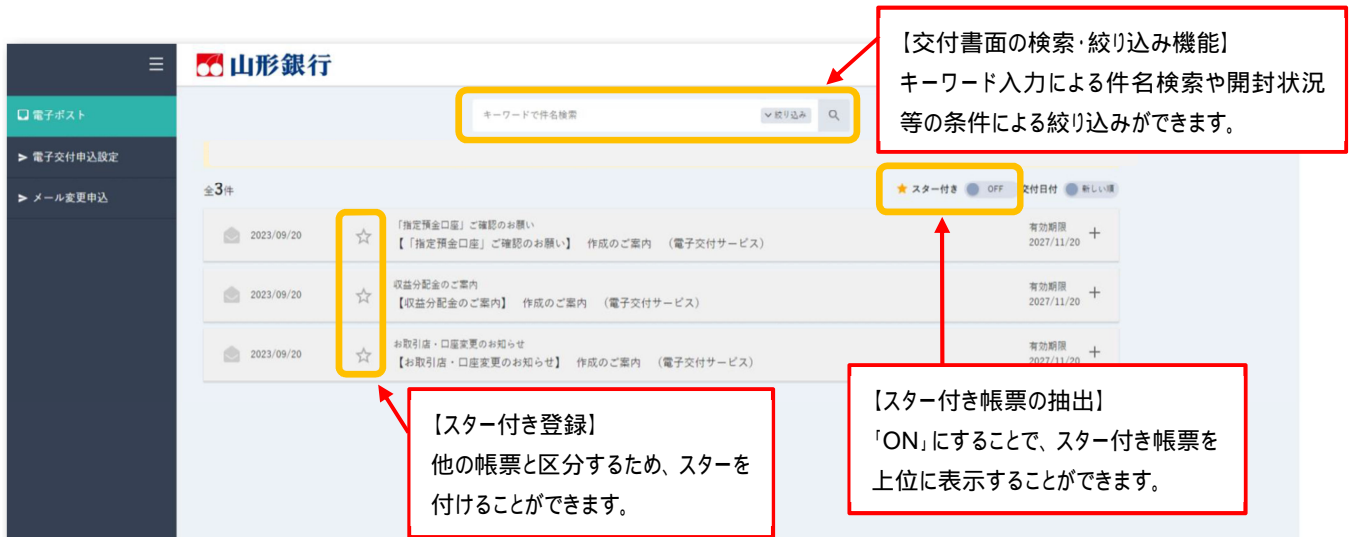 【交付書面の検索･絞り込み機能】
キーワード入力による件名検索や開封状況
等の条件による絞り込みができます。
山形銀行
電子ポスト
電子交付申込設定
メール変更申込
キーワードで件名検索
絞り込み
全3件
スター付き OFF
交付日付 新しい順
2023/09/20
「指定預金口座」ご確認のお願い
【「指定預金口座」ご確認のお願い】 作成のご案内 （電子交付サービス）
有効期限
2027/11/20
2023/09/20
収益分配金のご案内
【収益分配金のご案内】 作成のご案内 （電子交付サービス）
有効期限
2027/11/20
2023/09/20
お取引店・口座変更のお知らせ
【お取引店・口座変更のお知らせ】 作成のご案内 （電子交付サービス）
有効期限
2027/11/20
【スター付き登録】
他の帳票と区分するため、スターを
付けることができます。
【スター付き帳票の抽出】
「ON」にすることで、スター付き帳票を
上位に表示することができます。